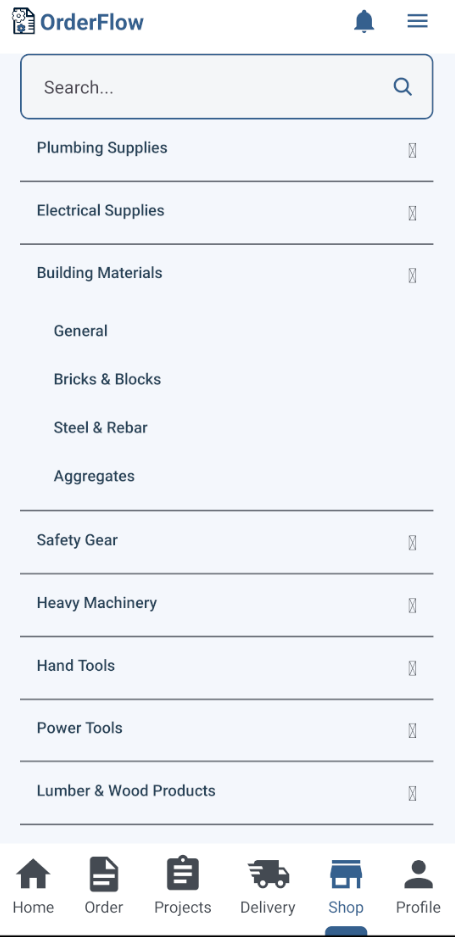 OrderFlow
Search...
Plumbing Supplies
Electrical Supplies
Building Materials
General
Bricks & Blocks
Steel & Rebar
Aggregates
Safety Gear
Heavy Machinery
Hand Tools
Power Tools
Lumber & Wood Products
Home Order Projects Delivery Shop Profile